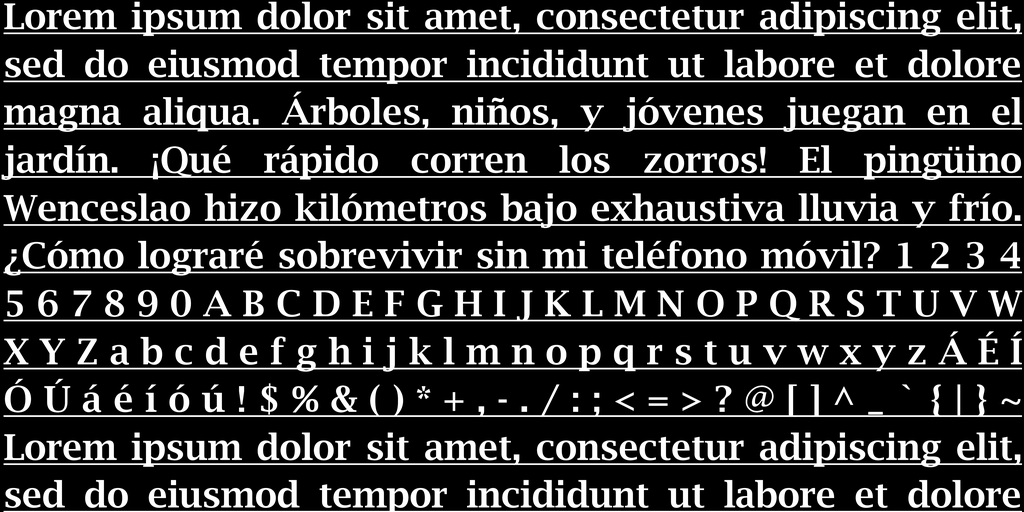 Lorem ipsum dolor sit amet, consectetur adipiscing elit,
sed do eiusmod tempor incididunt ut labore et dolore
magna aliqua. Árboles, niños, y jóvenes juegan en el
jardín. ¡Qué rápido corren los zorros! El pingüino
Wenceslao hizo kilómetros bajo exhaustiva lluvia y frío.
¿Cómo lograré sobrevivir sin mi teléfono móvil? 1 2 3 4
5 6 7 8 9 0 A B C D E F G H I J K L M N O P Q R S T U V W
X Y Z a b c d e f g h i j k l m n o p q r s t u v w x y z Á É Í
Ó Ú á é í ó ú ! $ % & ( ) * + , - . / : ; < = > ? @ [ ] ^ _ ` { | } ~
Lorem ipsum dolor sit amet, consectetur adipiscing elit,
sed do eiusmod tempor incididunt ut labore et dolore